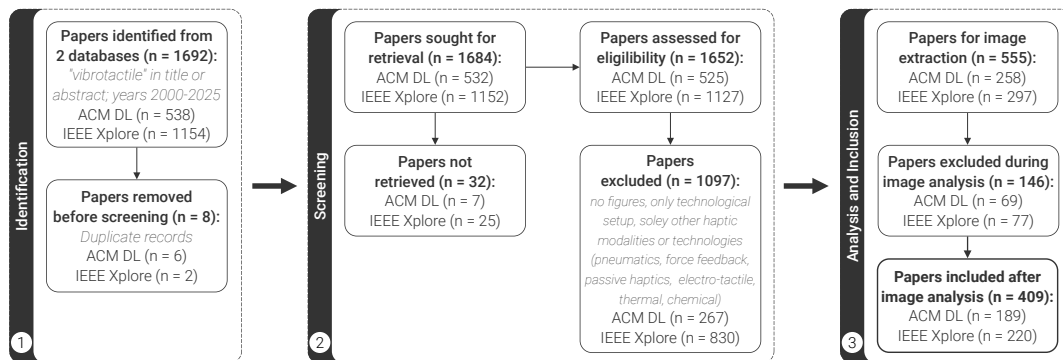 Identification
1
Papers identified from
2 databases (n = 1692):
"vibrotactile" in title or
abstract; years 2000-2025
ACM DL (n = 538)
IEEE Xplore (n = 1154)
Papers removed
before screening (n = 8):
Duplicate records
ACM DL (n = 6)
IEEE Xplore (n = 2)
Screening
2
Papers sought for
retrieval (n = 1684):
ACM DL (n = 532)
IEEE Xplore (n = 1152)
Papers not
retrieved (n = 32):
ACM DL (n = 7)
IEEE Xplore (n = 25)
Papers assessed for
eligilibility (n = 1652):
ACM DL (n = 525)
IEEE Xplore (n = 1127)
Papers
excluded (n = 1097):
no figures, only technological
setup, soley other haptic
modalities or technologies
(pneumatics, force feedback,
passive haptics, electro-tactile,
thermal, chemical)
ACM DL (n = 267)
IEEE Xplore (n = 830)
Analysis and Inclusion
3
Papers for image
extraction (n = 555):
ACM DL (n = 258)
IEEE Xplore (n = 297)
Papers excluded during
image analysis (n = 146):
ACM DL (n = 69)
IEEE Xplore (n = 77)
Papers included after
image analysis (n = 409):
ACM DL (n = 189)
IEEE Xplore (n = 220)